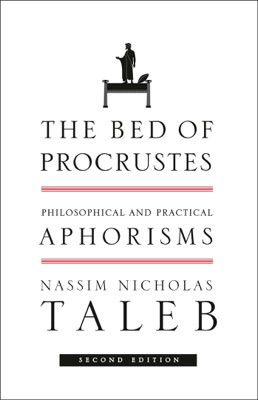 THE BED OF
PROCRUSTES
PHILOSOPHICAL AND PRACTICAL
APHORISMS
NASSIM NICHOLAS
TALEB
SECOND EDITION